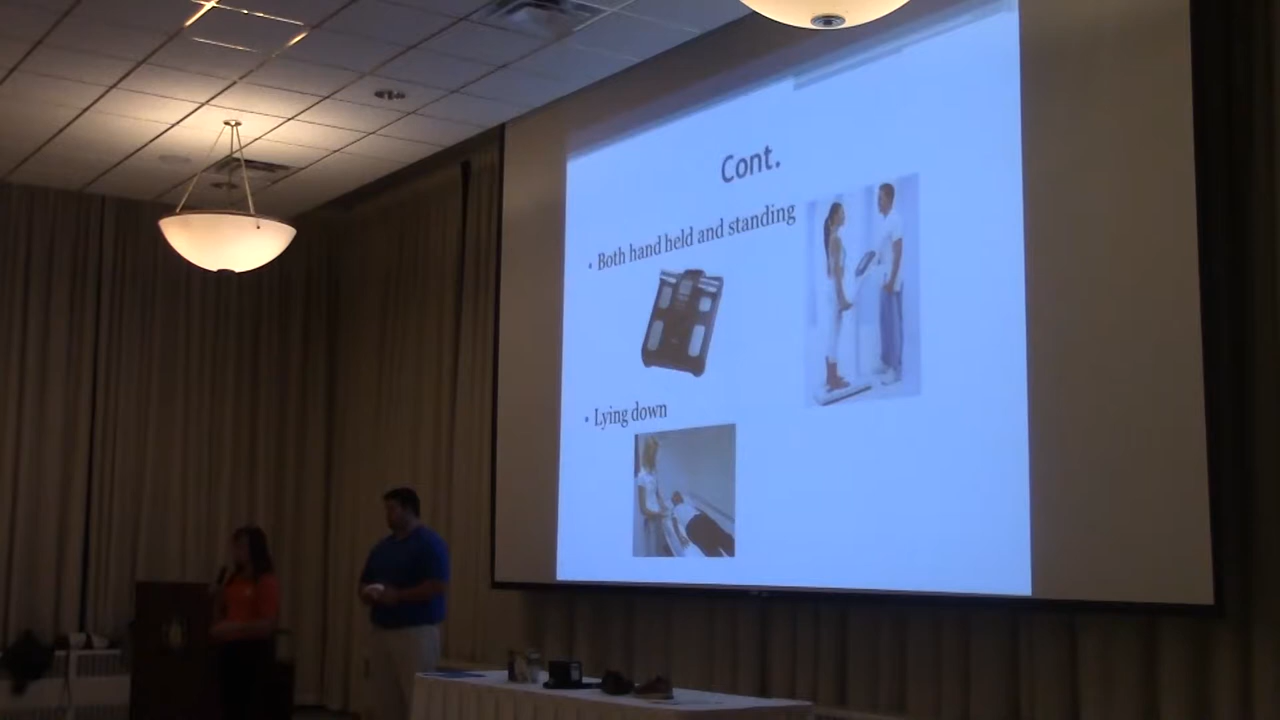 Cont.
• Both hand held and standing
• Lying down